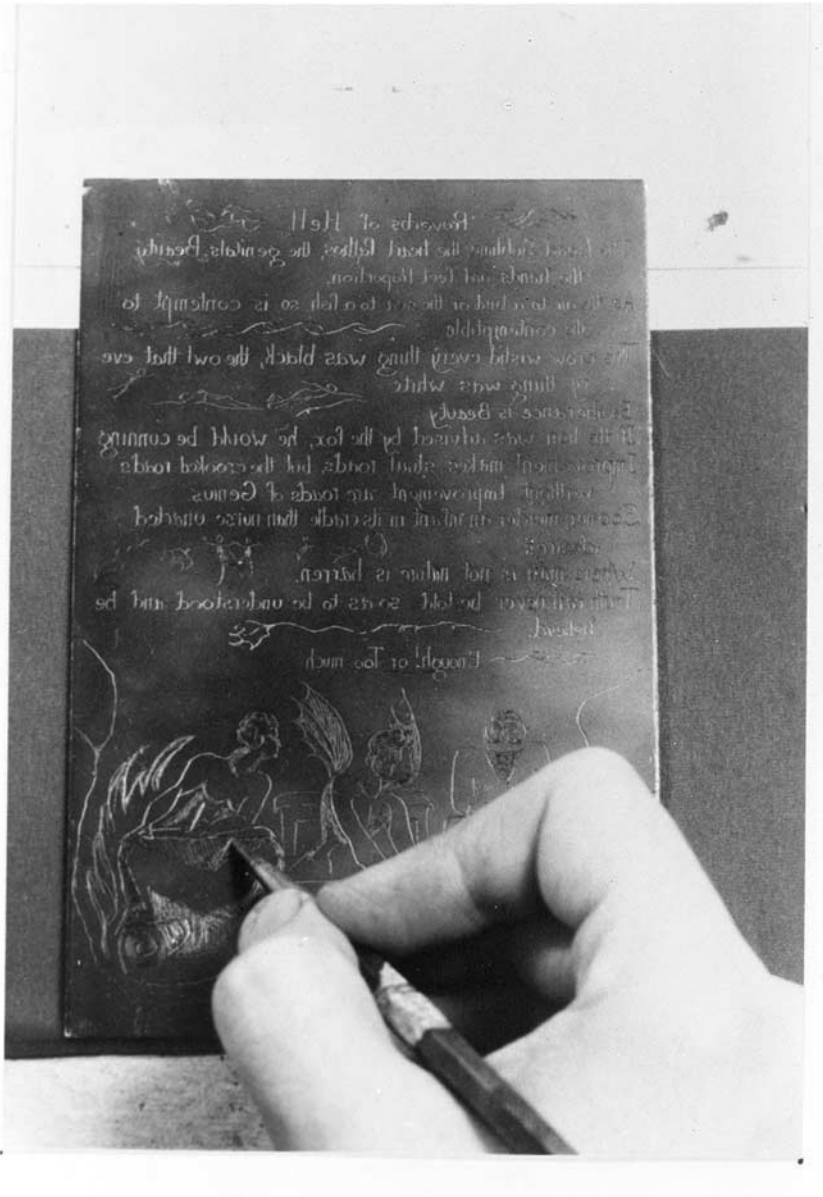 Proverbs of Hell
The head Sublime, the heart Pathos, the genitals Beauty
the hands and feet Proportion.
As the air to a bird or the sea to a fish, so is contempt to
the contemptible
The crow wish'd every thing was black, the owl that eve
ry thing was white
Exuberance is Beauty
If the lion was advised by the fox, he would be cunning
Improvement makes strait roads, but the crooked roads
without Improvement are roads of Genius
Sooner murder an infant in its cradle than nurse unacted
desires
Where man is not nature is barren.
Truth can never be told so as to be understood and be
believ'd.
Enough! or Too much